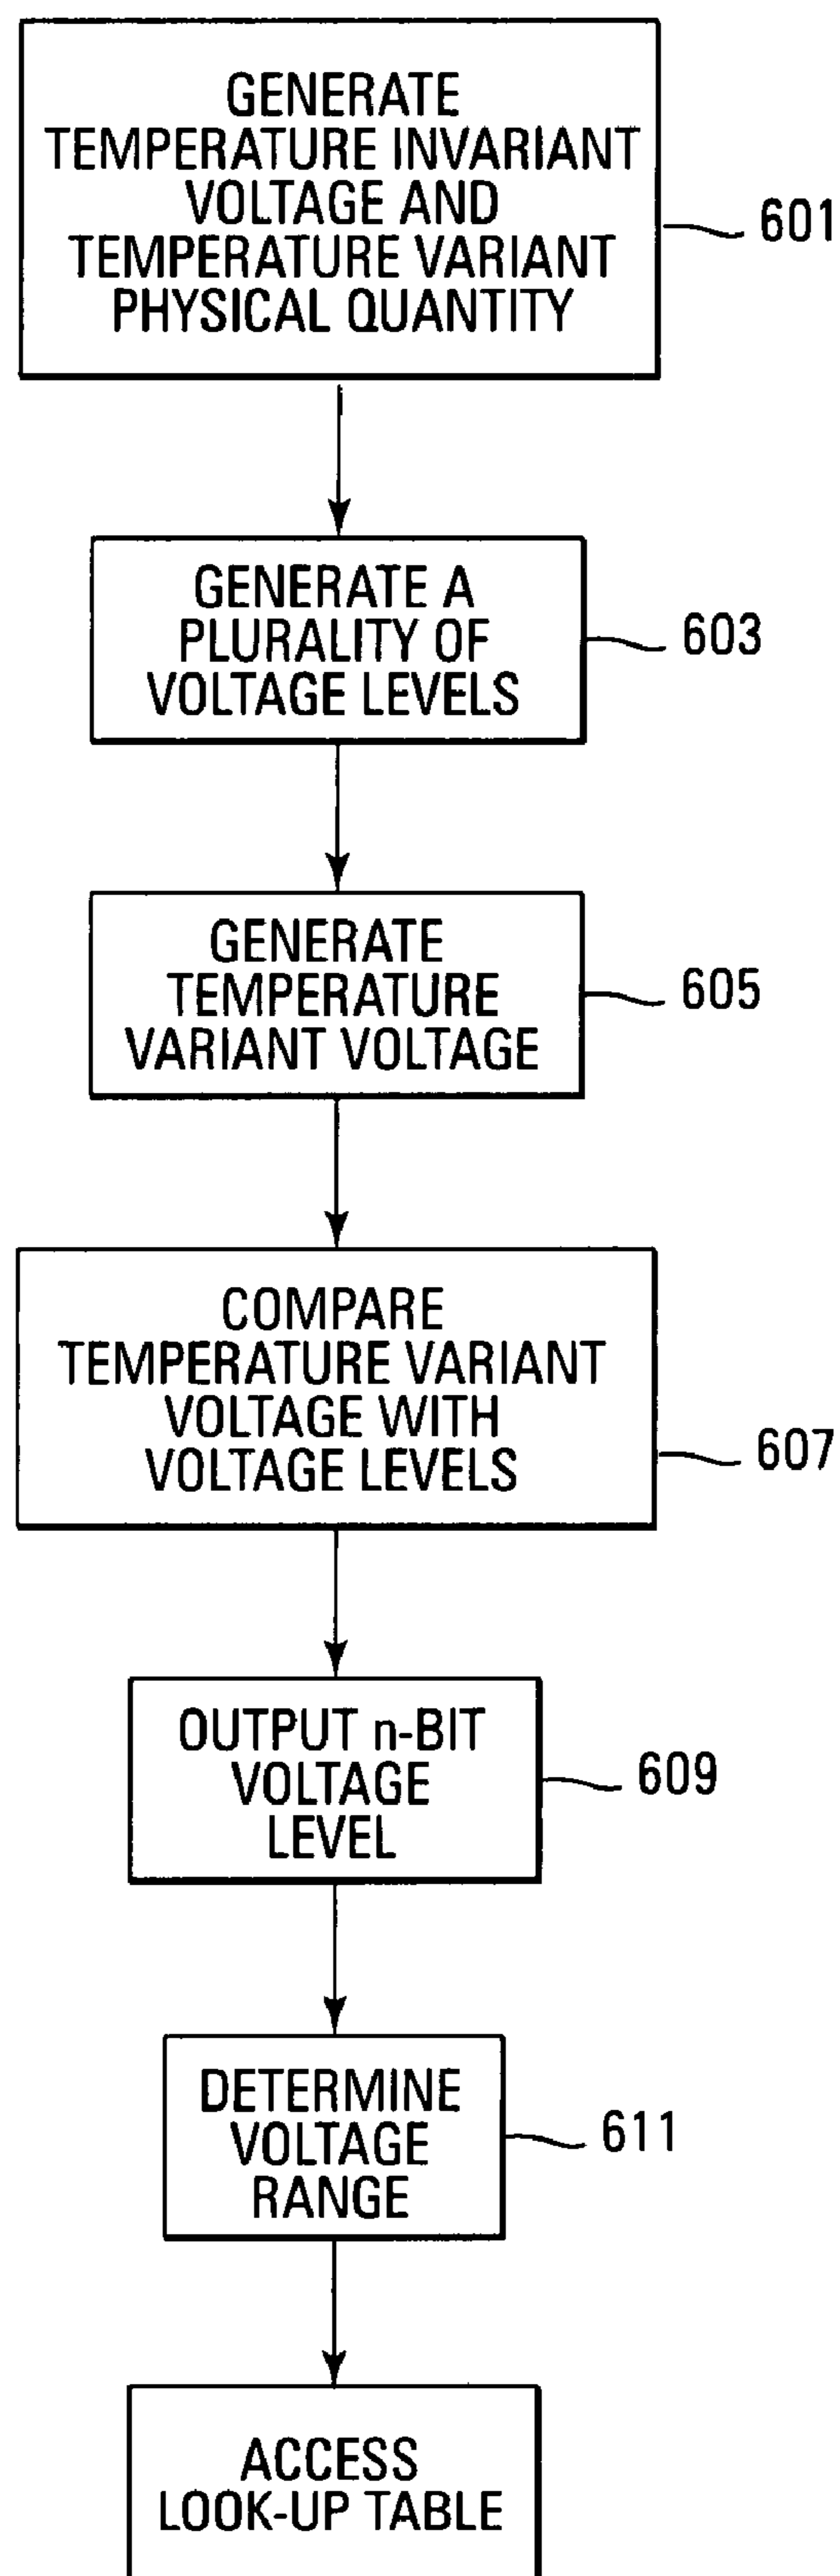 GENERATE
TEMPERATURE INVARIANT
VOLTAGE AND
TEMPERATURE VARIANT
PHYSICAL QUANTITY
601
GENERATE A
PLURALITY OF
VOLTAGE LEVELS
603
GENERATE
TEMPERATURE
VARIANT VOLTAGE
605
COMPARE
TEMPERATURE VARIANT
VOLTAGE WITH
VOLTAGE LEVELS
607
OUTPUT n-BIT
VOLTAGE
LEVEL
609
DETERMINE
VOLTAGE
RANGE
611
ACCESS
LOOK-UP TABLE